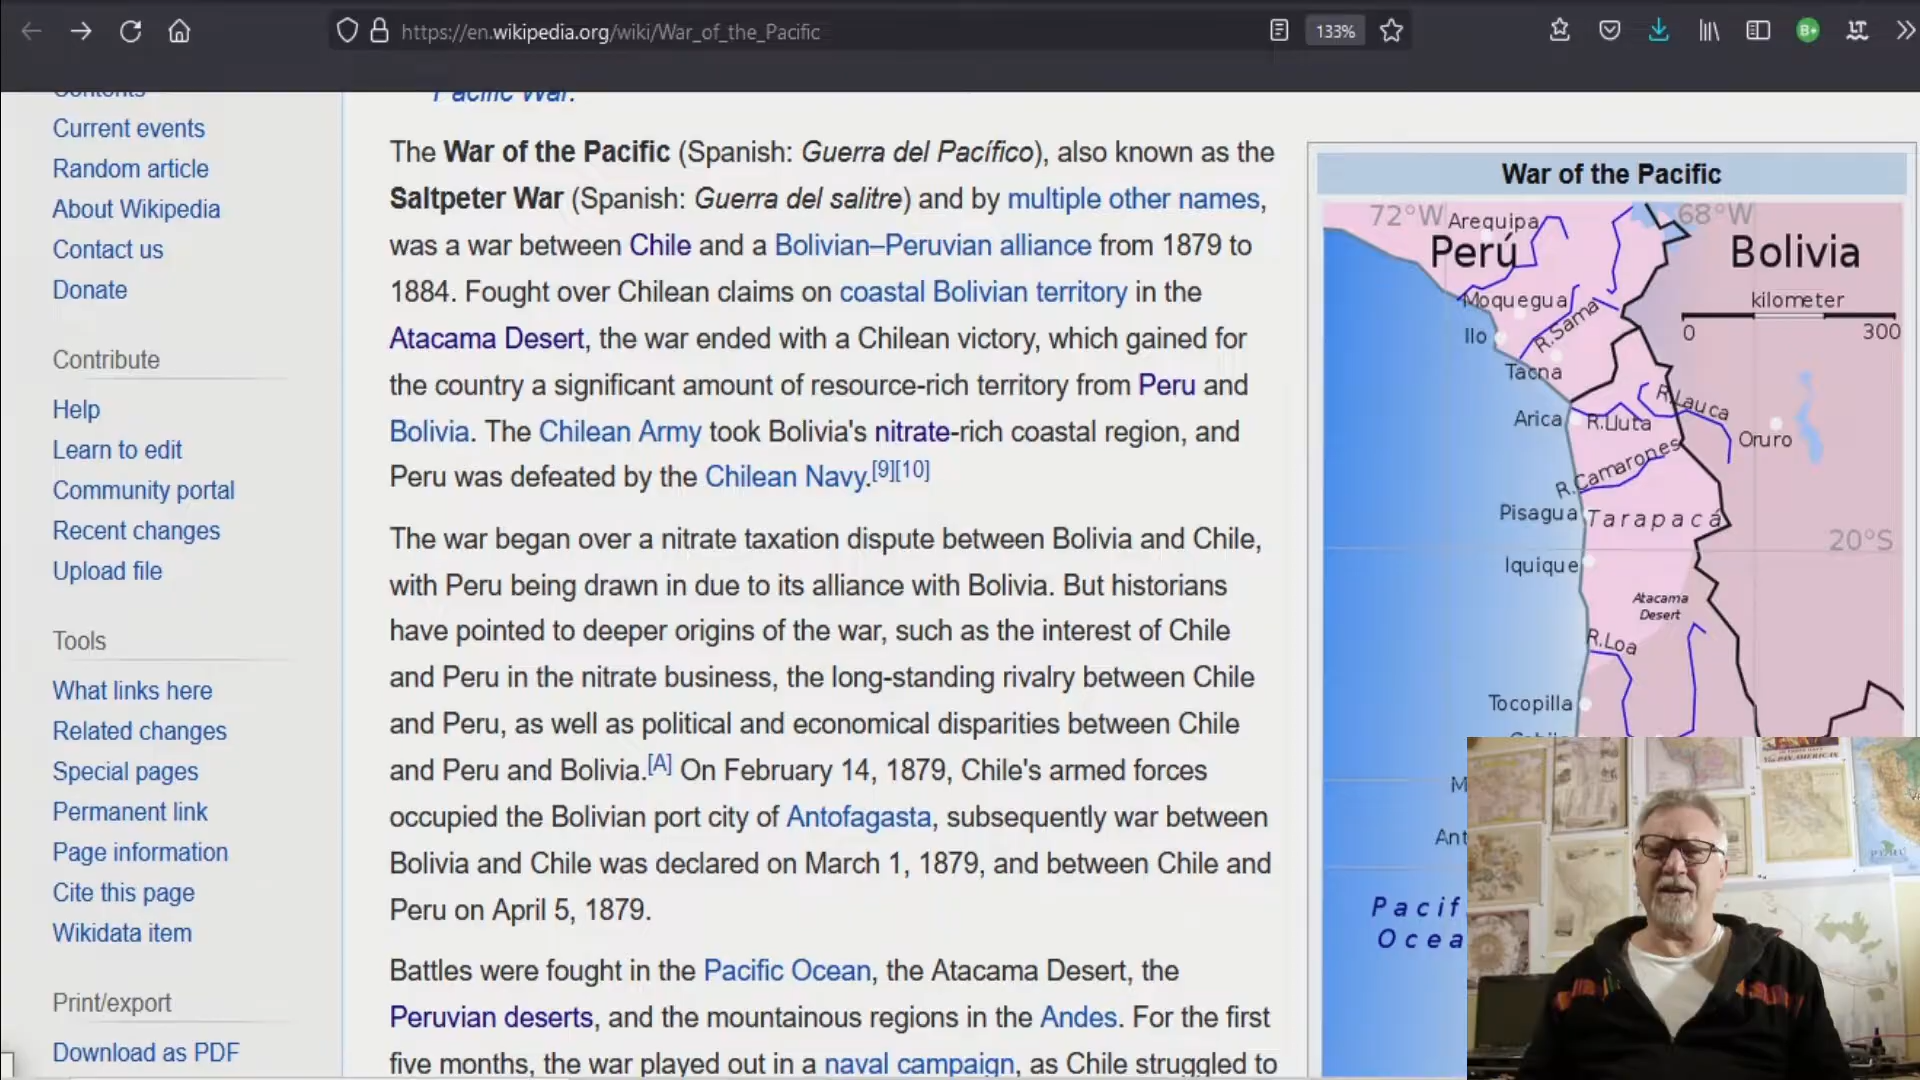 https://en.wikipedia.org/wiki/War_of_the_Pacific
133%
Contents
Current events
Random article
About Wikipedia
Contact us
Donate
Contribute
Help
Learn to edit
Community portal
Recent changes
Upload file
Tools
What links here
Related changes
Special pages
Permanent link
Page information
Cite this page
Wikidata item
Print/export
Download as PDF
Pacific War.
The War of the Pacific (Spanish: Guerra del Pacífico), also known as the
Saltpeter War (Spanish: Guerra del salitre) and by multiple other names,
was a war between Chile and a Bolivian–Peruvian alliance from 1879 to
1884. Fought over Chilean claims on coastal Bolivian territory in the
Atacama Desert, the war ended with a Chilean victory, which gained for
the country a significant amount of resource-rich territory from Peru and
Bolivia. The Chilean Army took Bolivia's nitrate-rich coastal region, and
Peru was defeated by the Chilean Navy.[9][10]
The war began over a nitrate taxation dispute between Bolivia and Chile,
with Peru being drawn in due to its alliance with Bolivia. But historians
have pointed to deeper origins of the war, such as the interest of Chile
and Peru in the nitrate business, the long-standing rivalry between Chile
and Peru, as well as political and economical disparities between Chile
and Peru and Bolivia.[A] On February 14, 1879, Chile's armed forces
occupied the Bolivian port city of Antofagasta, subsequently war between
Bolivia and Chile was declared on March 1, 1879, and between Chile and
Peru on April 5, 1879.
Battles were fought in the Pacific Ocean, the Atacama Desert, the
Peruvian deserts, and the mountainous regions in the Andes. For the first
five months, the war played out in a naval campaign, as Chile struggled to
War of the Pacific
72°W
Arequipa
68°W
Perú
Bolivia
Moquegua
kilometer
0
300
Ilo
R.Sama
Tacna
R.Lauca
Arica
R.Lluta
Oruro
R.Camarones
Pisagua
Tarapacá
20°S
Iquique
Atacama
Desert
R.Loa
Tocopilla
M
Ant
Pacif
Ocea
PERU